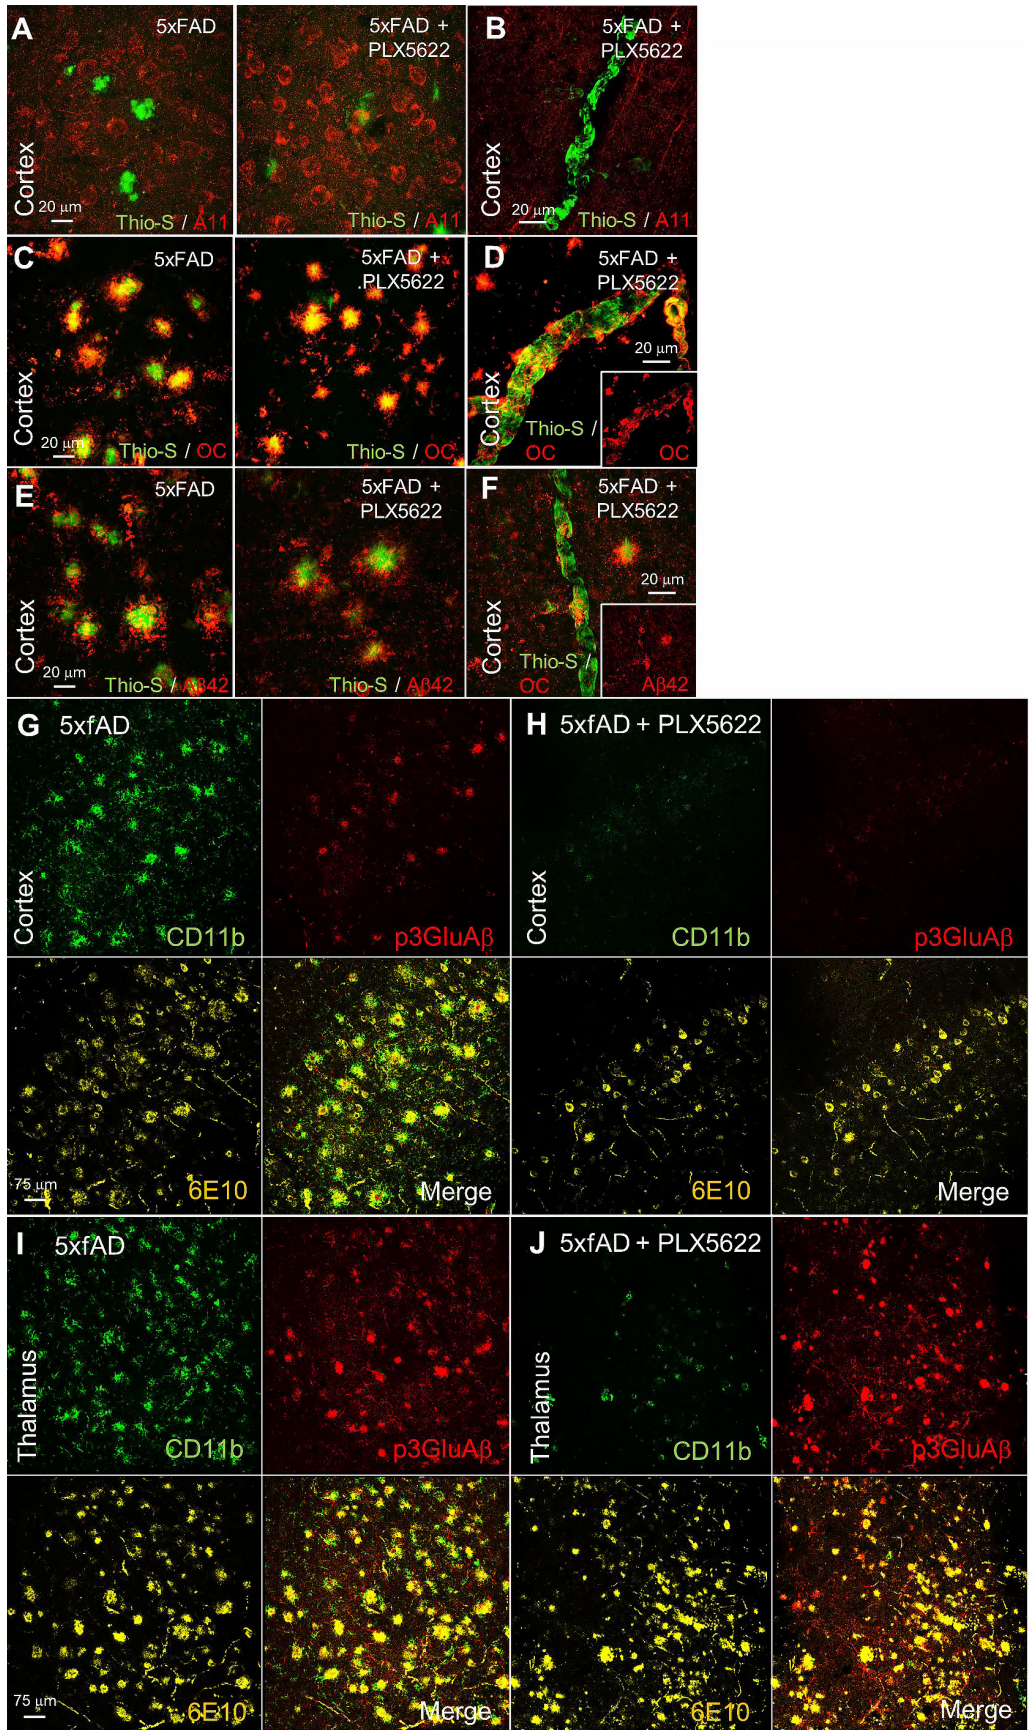 A
5xFAD
Cortex
20 µm
Thio-S / A11
5xFAD +
PLX5622
Thio-S / A11
B
5xFAD +
PLX5622
Cortex
20 µm
Thio-S / A11
C
5xFAD
Cortex
20 µm
Thio-S / OC
5xFAD +
PLX5622
Thio-S / OC
D
5xFAD +
PLX5622
20 µm
Cortex
Thio-S /
OC
OC
E
5xFAD
Cortex
20 µm
Thio-S / Aβ42
5xFAD +
PLX5622
Thio-S / Aβ42
F
5xFAD +
PLX5622
20 µm
Cortex
Thio-S /
OC
Aβ42
G 5xfAD
Cortex
CD11b
p3GluAβ
75 µm
6E10
Merge
H 5xfAD + PLX5622
Cortex
CD11b
p3GluAβ
6E10
Merge
I 5xfAD
Thalamus
CD11b
p3GluAβ
75 µm
6E10
Merge
J 5xfAD + PLX5622
Thalamus
CD11b
p3GluAβ
6E10
Merge